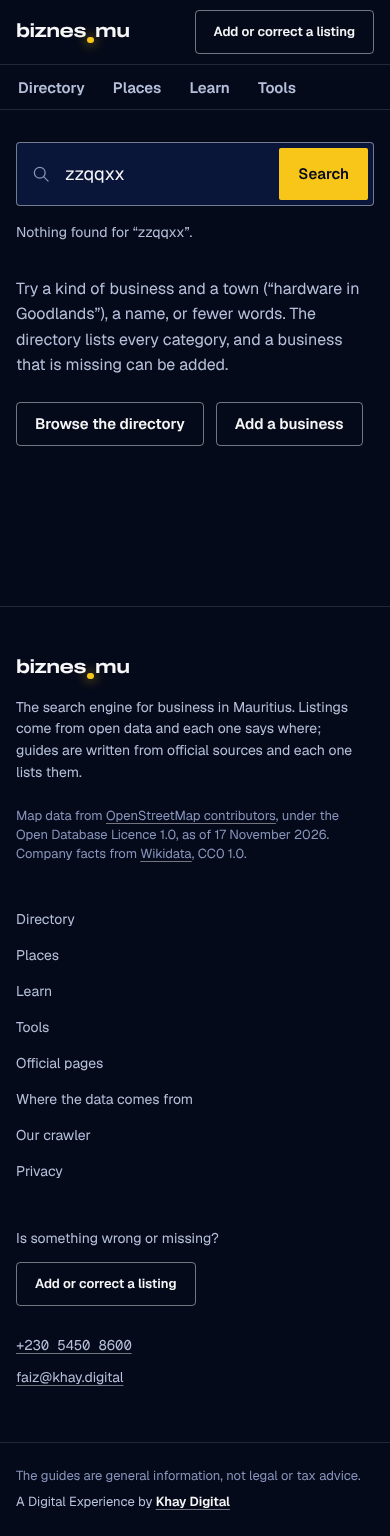 biznes.mu
Add or correct a listing
Directory Places Learn Tools
zzqqxx
Search
Nothing found for “zzqqxx”.
Try a kind of business and a town (“hardware in
Goodlands”), a name, or fewer words. The
directory lists every category, and a business
that is missing can be added.
Browse the directory
Add a business
biznes.mu
The search engine for business in Mauritius. Listings
come from open data and each one says where;
guides are written from official sources and each one
lists them.
Map data from OpenStreetMap contributors, under the
Open Database Licence 1.0, as of 17 November 2026.
Company facts from Wikidata, CC0 1.0.
Directory
Places
Learn
Tools
Official pages
Where the data comes from
Our crawler
Privacy
Is something wrong or missing?
Add or correct a listing
+230 5450 8600
faiz@khay.digital
The guides are general information, not legal or tax advice.
A Digital Experience by Khay Digital